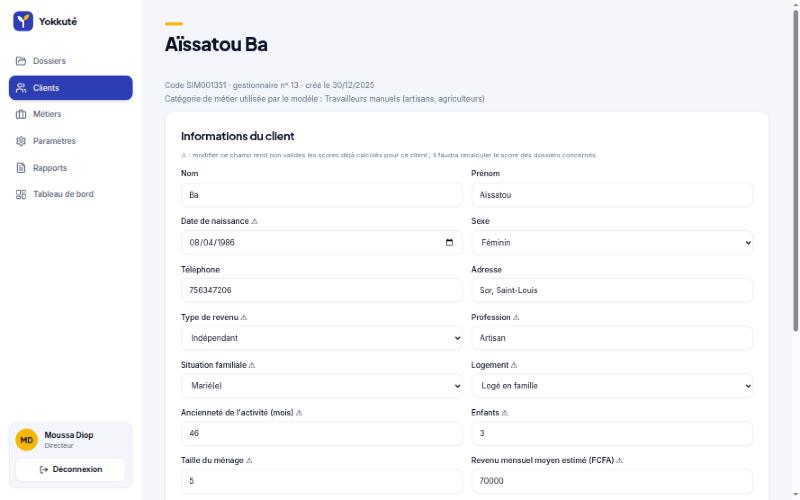 Yokkuté
Dossiers
Clients
Métiers
Paramètres
Rapports
Tableau de bord
MD
Moussa Diop
Directeur
Déconnexion
Aïssatou Ba
Code SIM001351 · gestionnaire n° 13 · créé le 30/12/2025
Catégorie de métier utilisée par le modèle : Travailleurs manuels (artisans, agriculteurs)
Informations du client
⚠ : modifier ce champ rend non valides les scores déjà calculés pour ce client ; il faudra recalculer le score des dossiers concernés.
Nom
Ba
Prénom
Aïssatou
Date de naissance ⚠
08/04/1986
Sexe
Féminin
Téléphone
756347206
Adresse
Sor, Saint-Louis
Type de revenu ⚠
Indépendant
Profession ⚠
Artisan
Situation familiale ⚠
Marié(e)
Logement ⚠
Logé en famille
Ancienneté de l'activité (mois) ⚠
46
Enfants ⚠
3
Taille du ménage ⚠
5
Revenu mensuel moyen estimé (FCFA) ⚠
70000